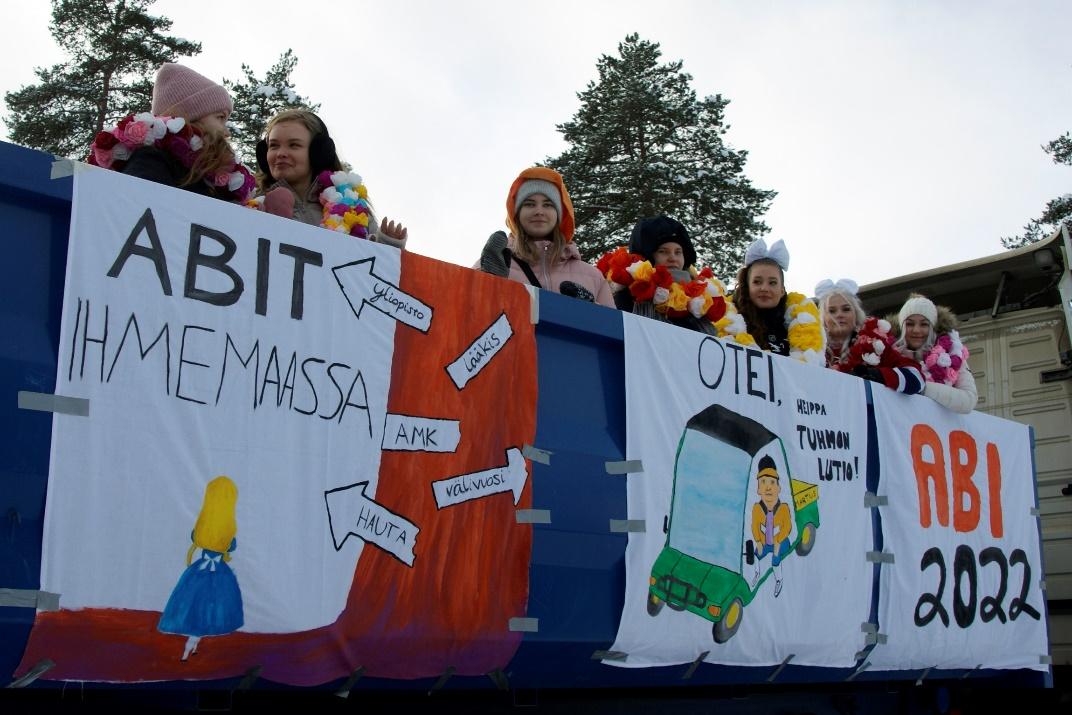 ABIT
IHMEMAASSA
yliopisto
Lääkis
AMK
välivuosi
HAUTA
OTEI,
HEIPPA
TUHMON
LUTIO!
ABI
2022